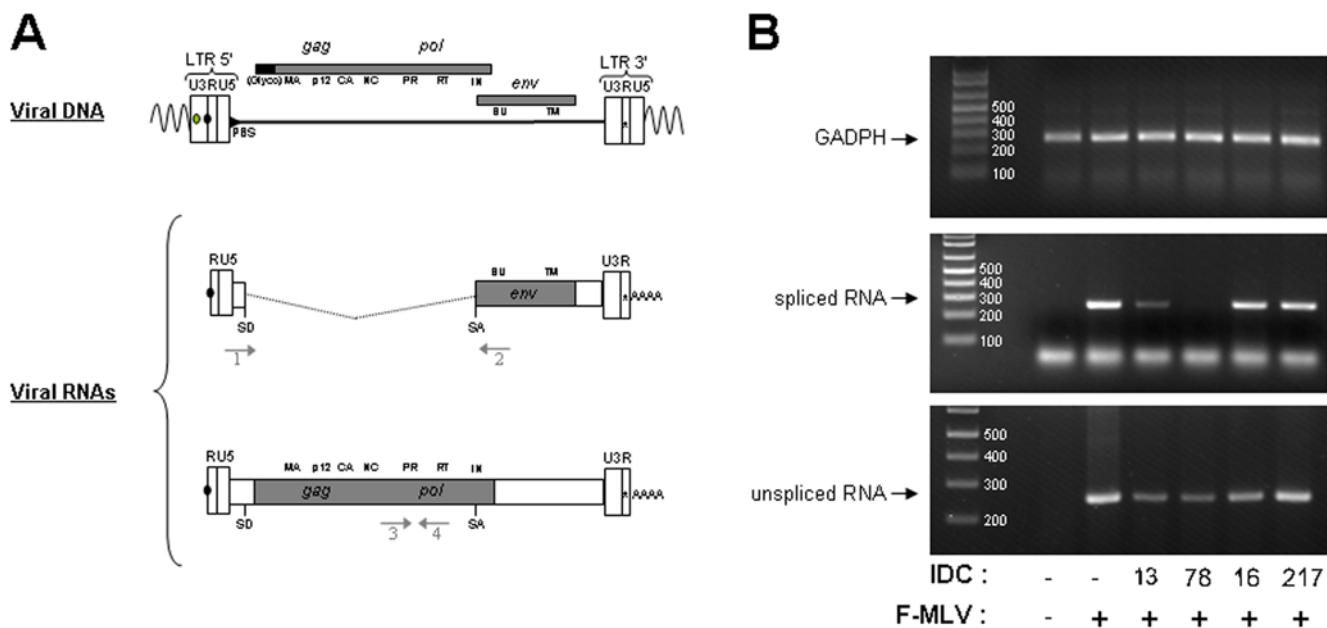 A
LTR 5'
gag
pol
LTR 3'
U3RU5
(Glyco)
MA
p12
CA
NC
PR
RT
IN
env
U3RU5
Viral DNA
PBS
BU
TM
RU5
BU
TM
U3R
env
AAAA
SD
SA
1
2
Viral RNAs
RU5
MA
p12
CA
NC
PR
RT
IN
U3R
gag
pol
AAAA
SD
SA
3
4
B
GADPH
500
400
300
200
100
spliced RNA
500
400
300
200
100
unspliced RNA
500
400
300
200
IDC : - - 13 78 16 217
F-MLV : - + + + + +